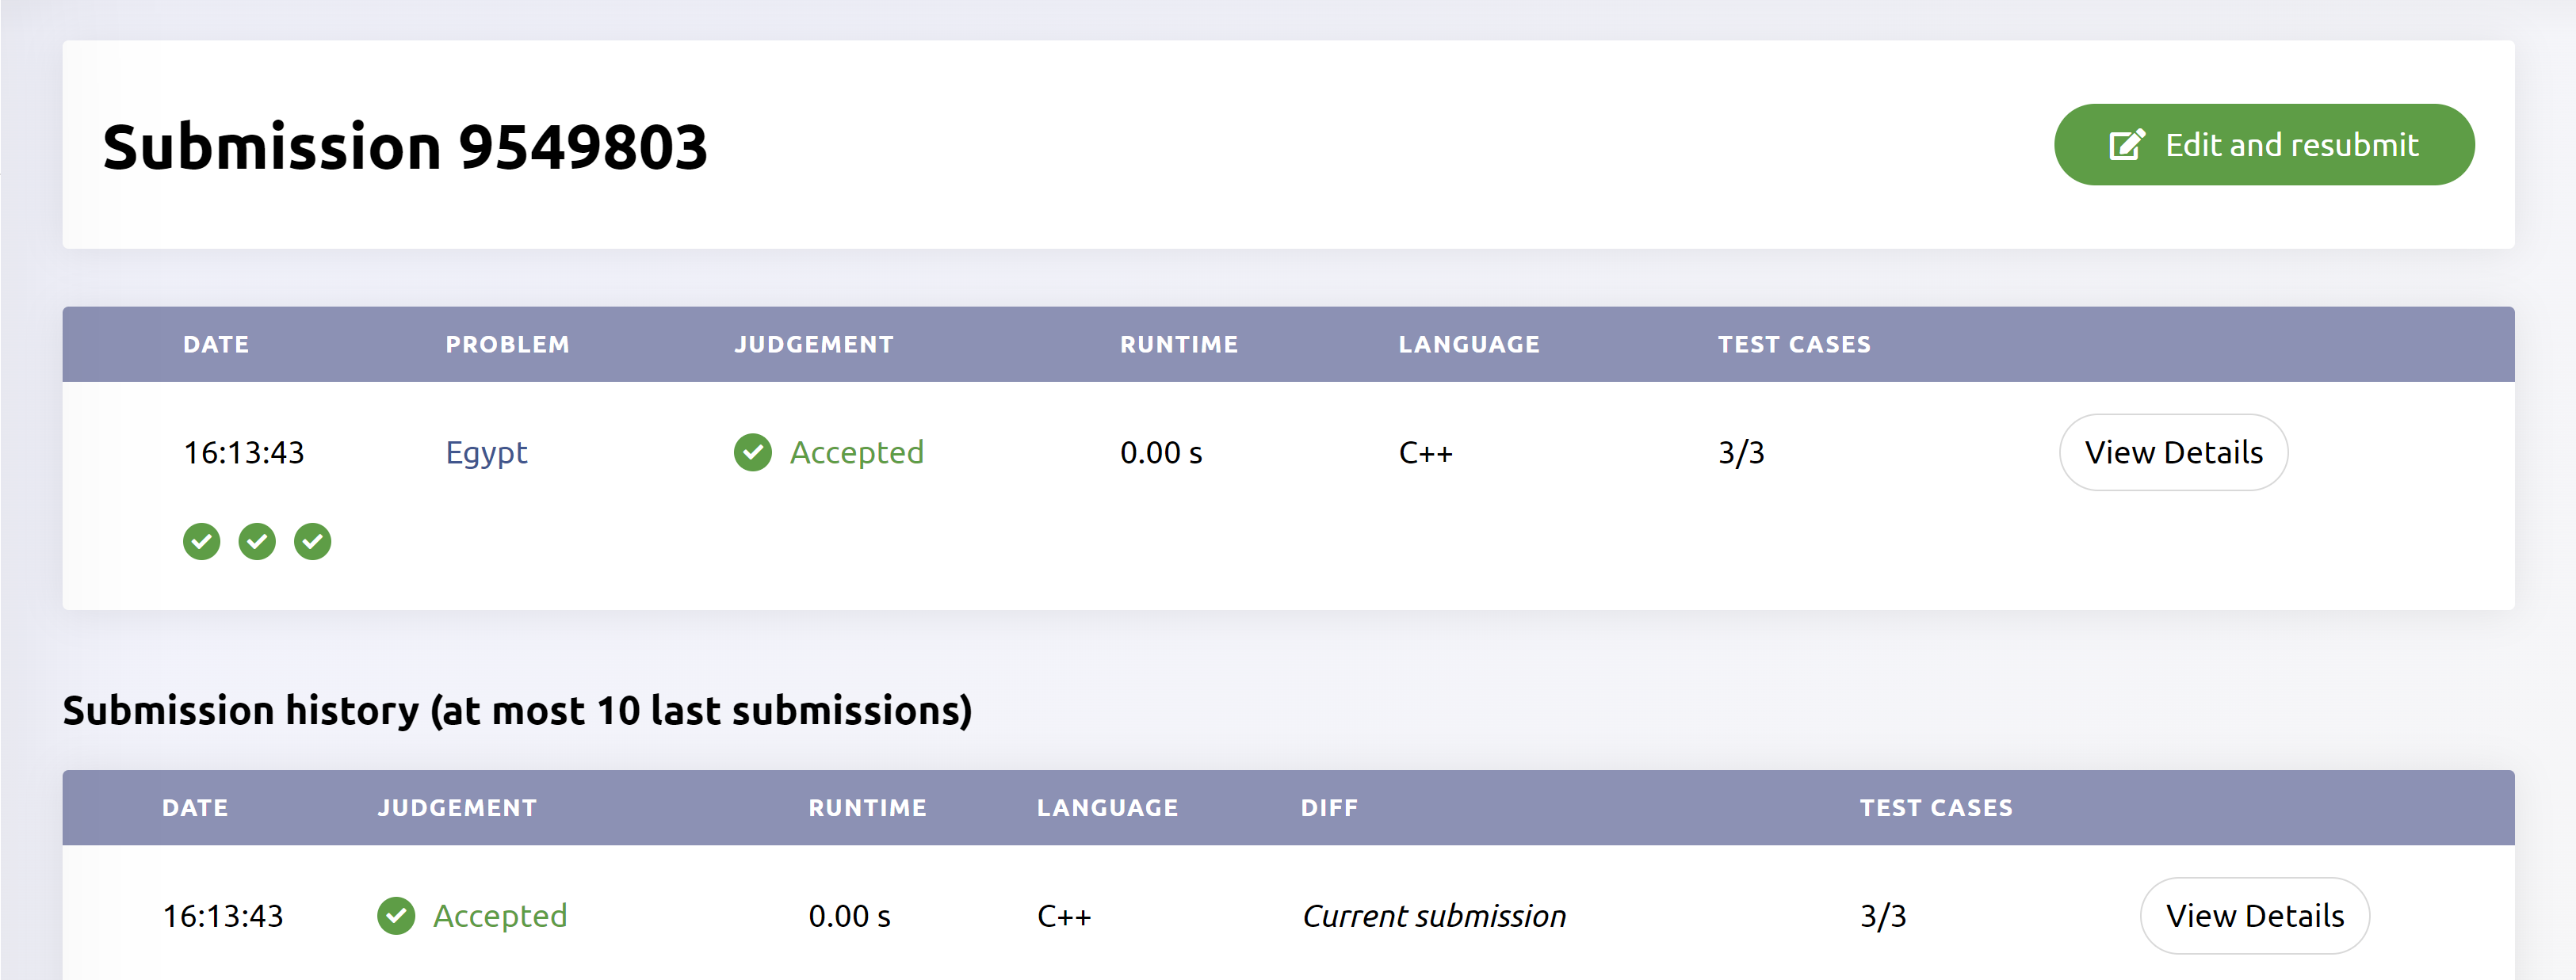 Submission 9549803
Edit and resubmit
DATE PROBLEM JUDGEMENT RUNTIME LANGUAGE TEST CASES
16:13:43 Egypt Accepted 0.00 s C++ 3/3 View Details
Submission history (at most 10 last submissions)
DATE JUDGEMENT RUNTIME LANGUAGE DIFF TEST CASES
16:13:43 Accepted 0.00 s C++ Current submission 3/3 View Details